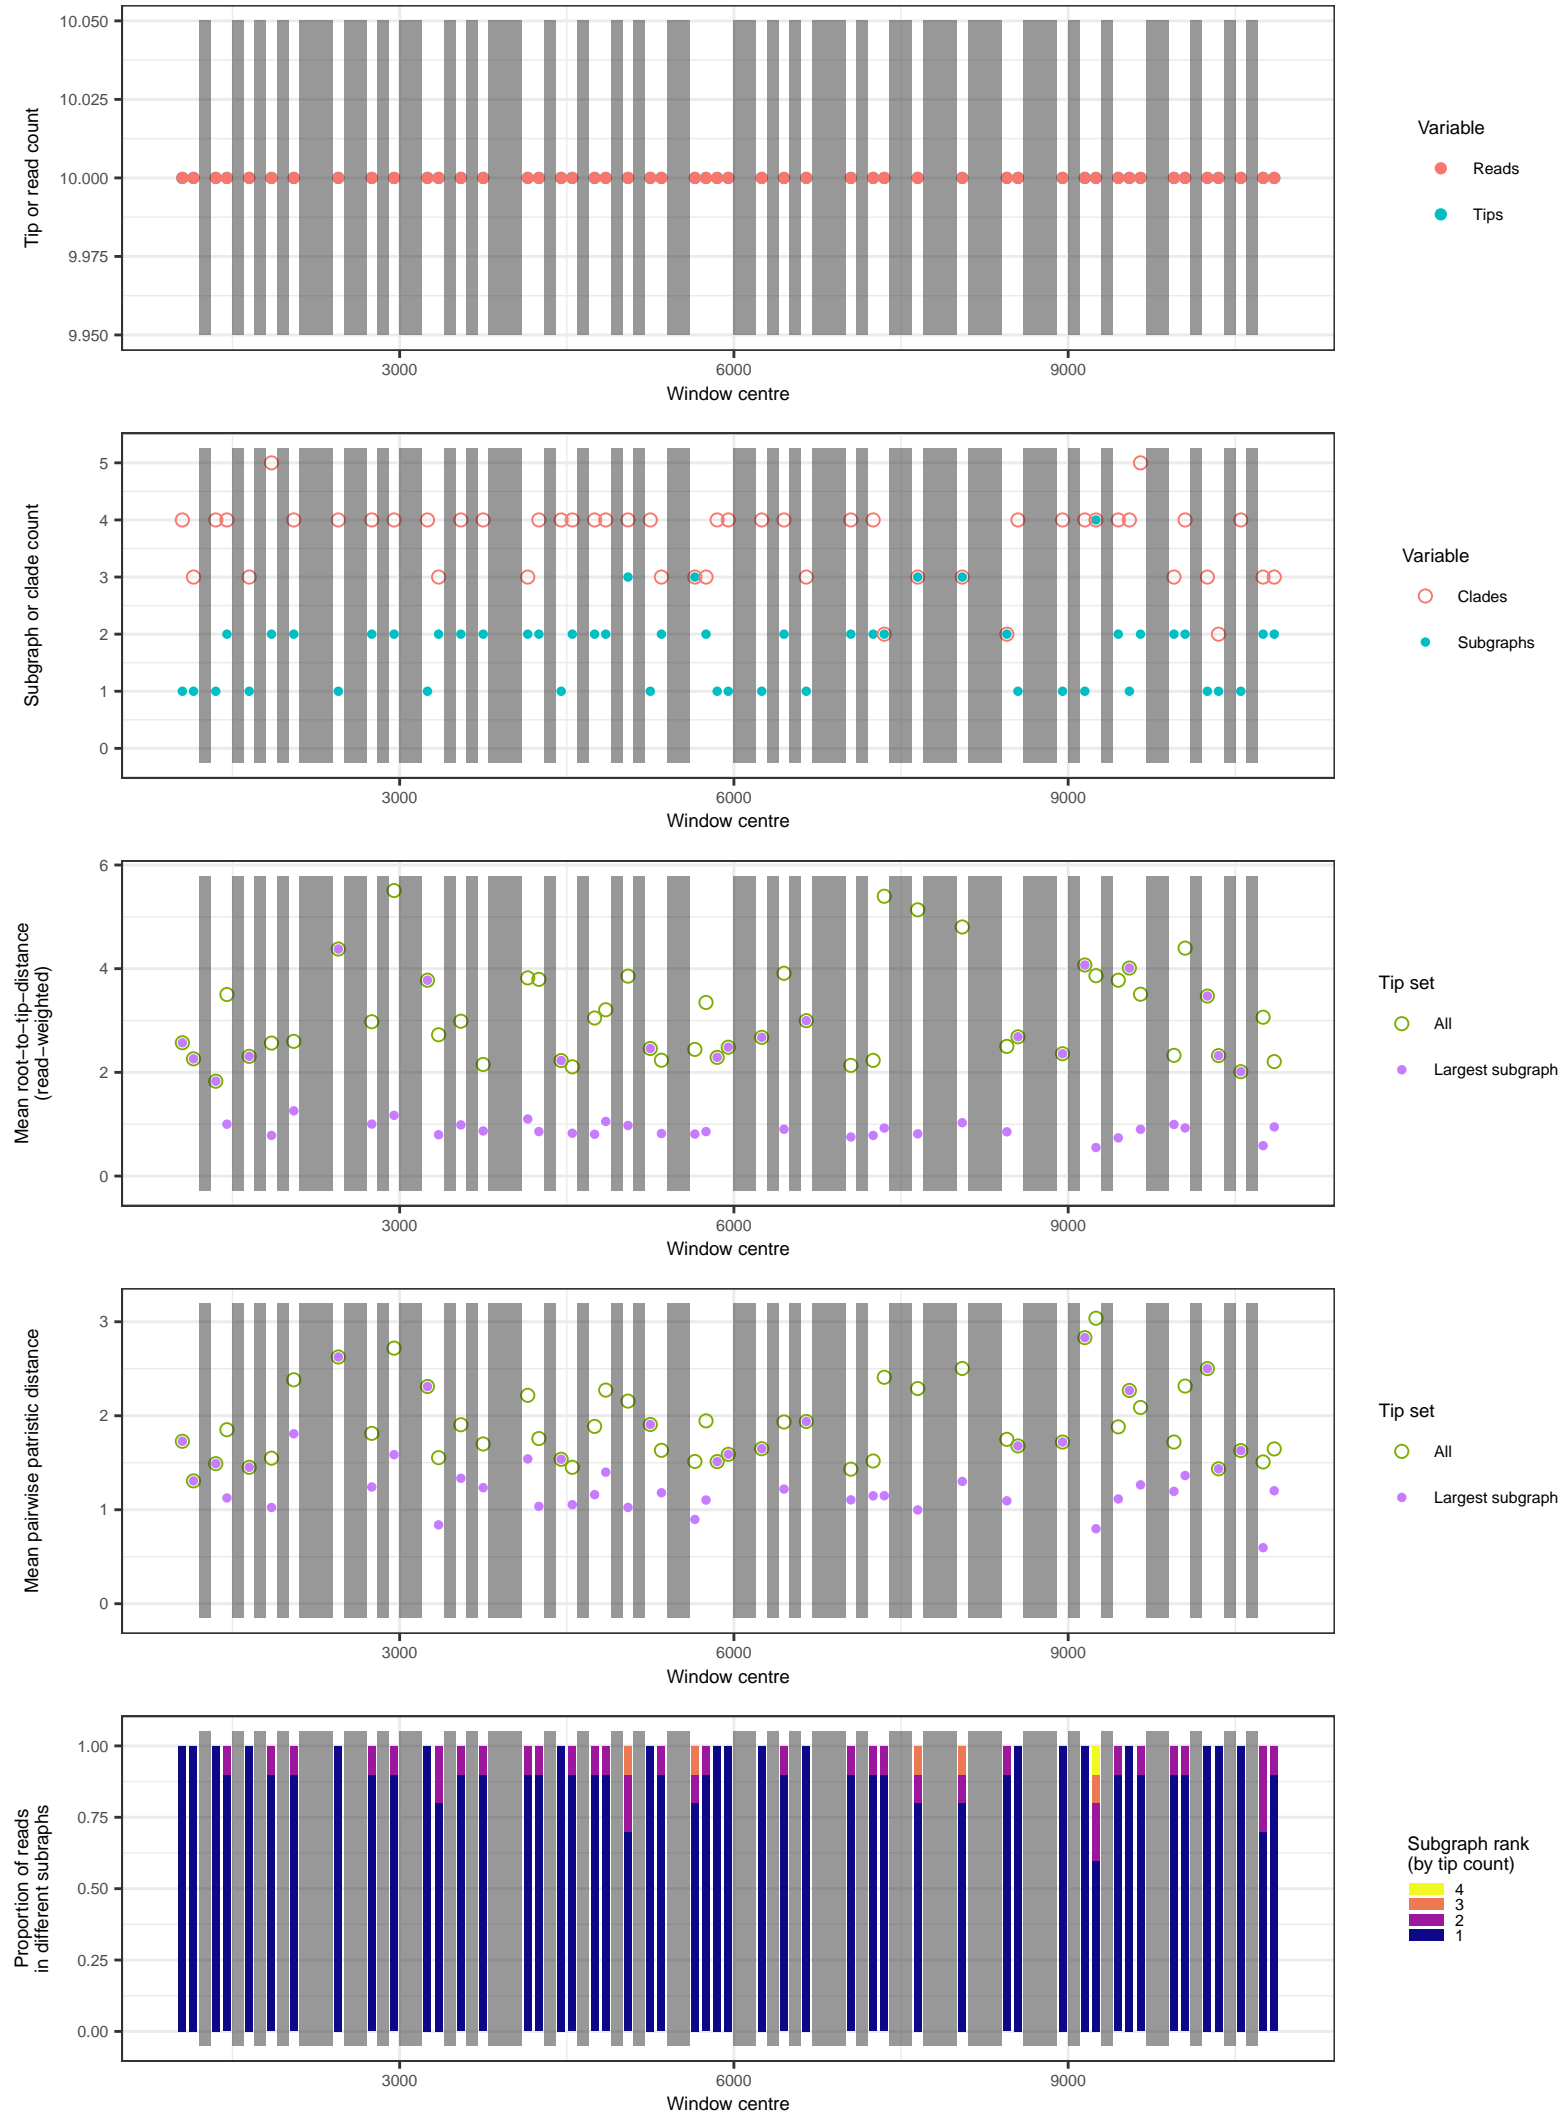 10.050
10.025
10.000
9.975
9.950
Tip or read count
3000 6000 9000
Window centre
Variable
Reads
Tips
5
4
3
2
1
0
Subgraph or clade count
3000 6000 9000
Window centre
Variable
Clades
Subgraphs
6
4
2
0
Mean root−to−tip−distance
(read−weighted)
3000 6000 9000
Window centre
Tip set
All
Largest subgraph
3
2
1
0
Mean pairwise patristic distance
3000 6000 9000
Window centre
Tip set
All
Largest subgraph
1.00
0.75
0.50
0.25
0.00
Proportion of reads
in different subraphs
3000 6000 9000
Window centre
Subgraph rank
(by tip count)
4
3
2
1